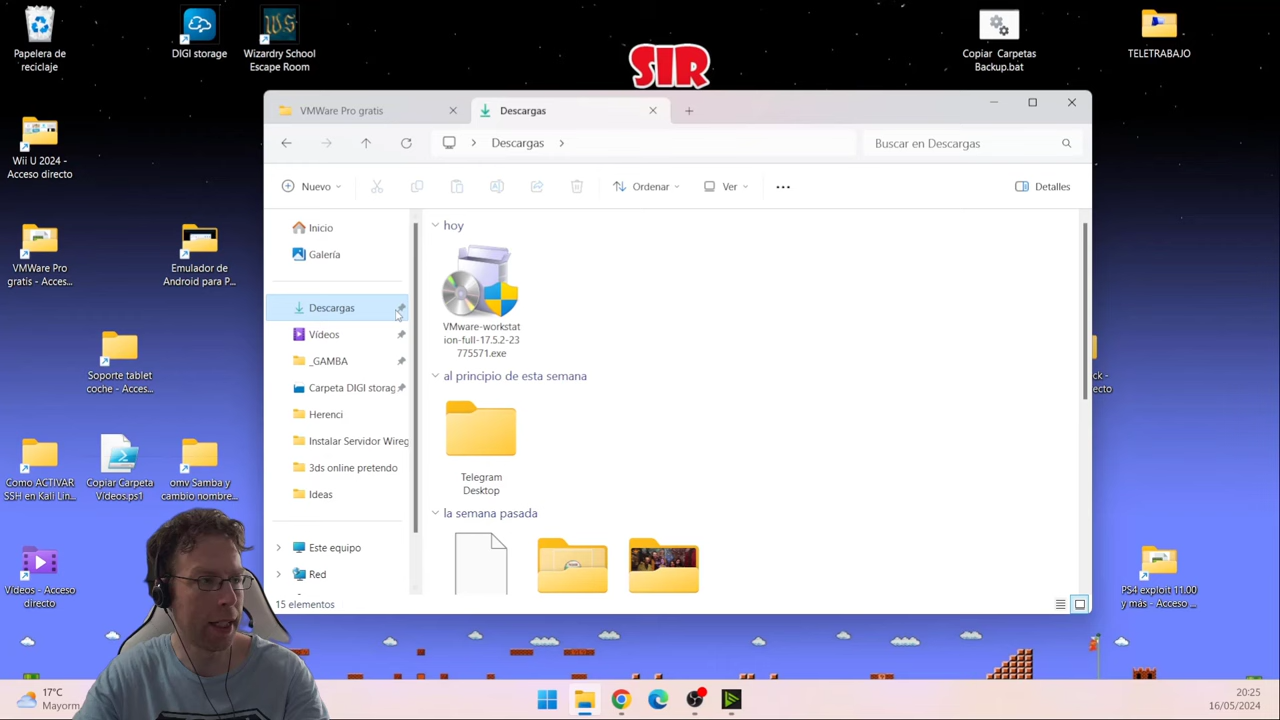 Papelera de
reciclaje
DIGI storage
Wizardry School
Escape Room
SIR
Copiar Carpetas
Backup.bat
TELETRABAJO
Wii U 2024 -
Acceso directo
VMWare Pro
gratis - Acces...
Emulador de
Android para P...
Soporte tablet
coche - Acces...
Como ACTIVAR
SSH en Kali Lin...
Copiar Carpeta
Videos.ps1
omv Samba y
cambio nombre...
Videos - Acceso
directo
VMWare Pro gratis
Descargas
Descargas
Buscar en Descargas
Nuevo
Ordenar
Ver
Detalles
Inicio
Galería
Descargas
Vídeos
_GAMBA
Carpeta DIGI storag
Herenci
Instalar Servidor Wireg
3ds online pretendo
Ideas
Este equipo
Red
hoy
VMware-workstat
ion-full-17.5.2-23
775571.exe
al principio de esta semana
Telegram
Desktop
la semana pasada
15 elementos
ck -
recto
PS4 exploit 11.00
y más - Acceso ...
17°C
Mayorm
20:25
16/05/2024